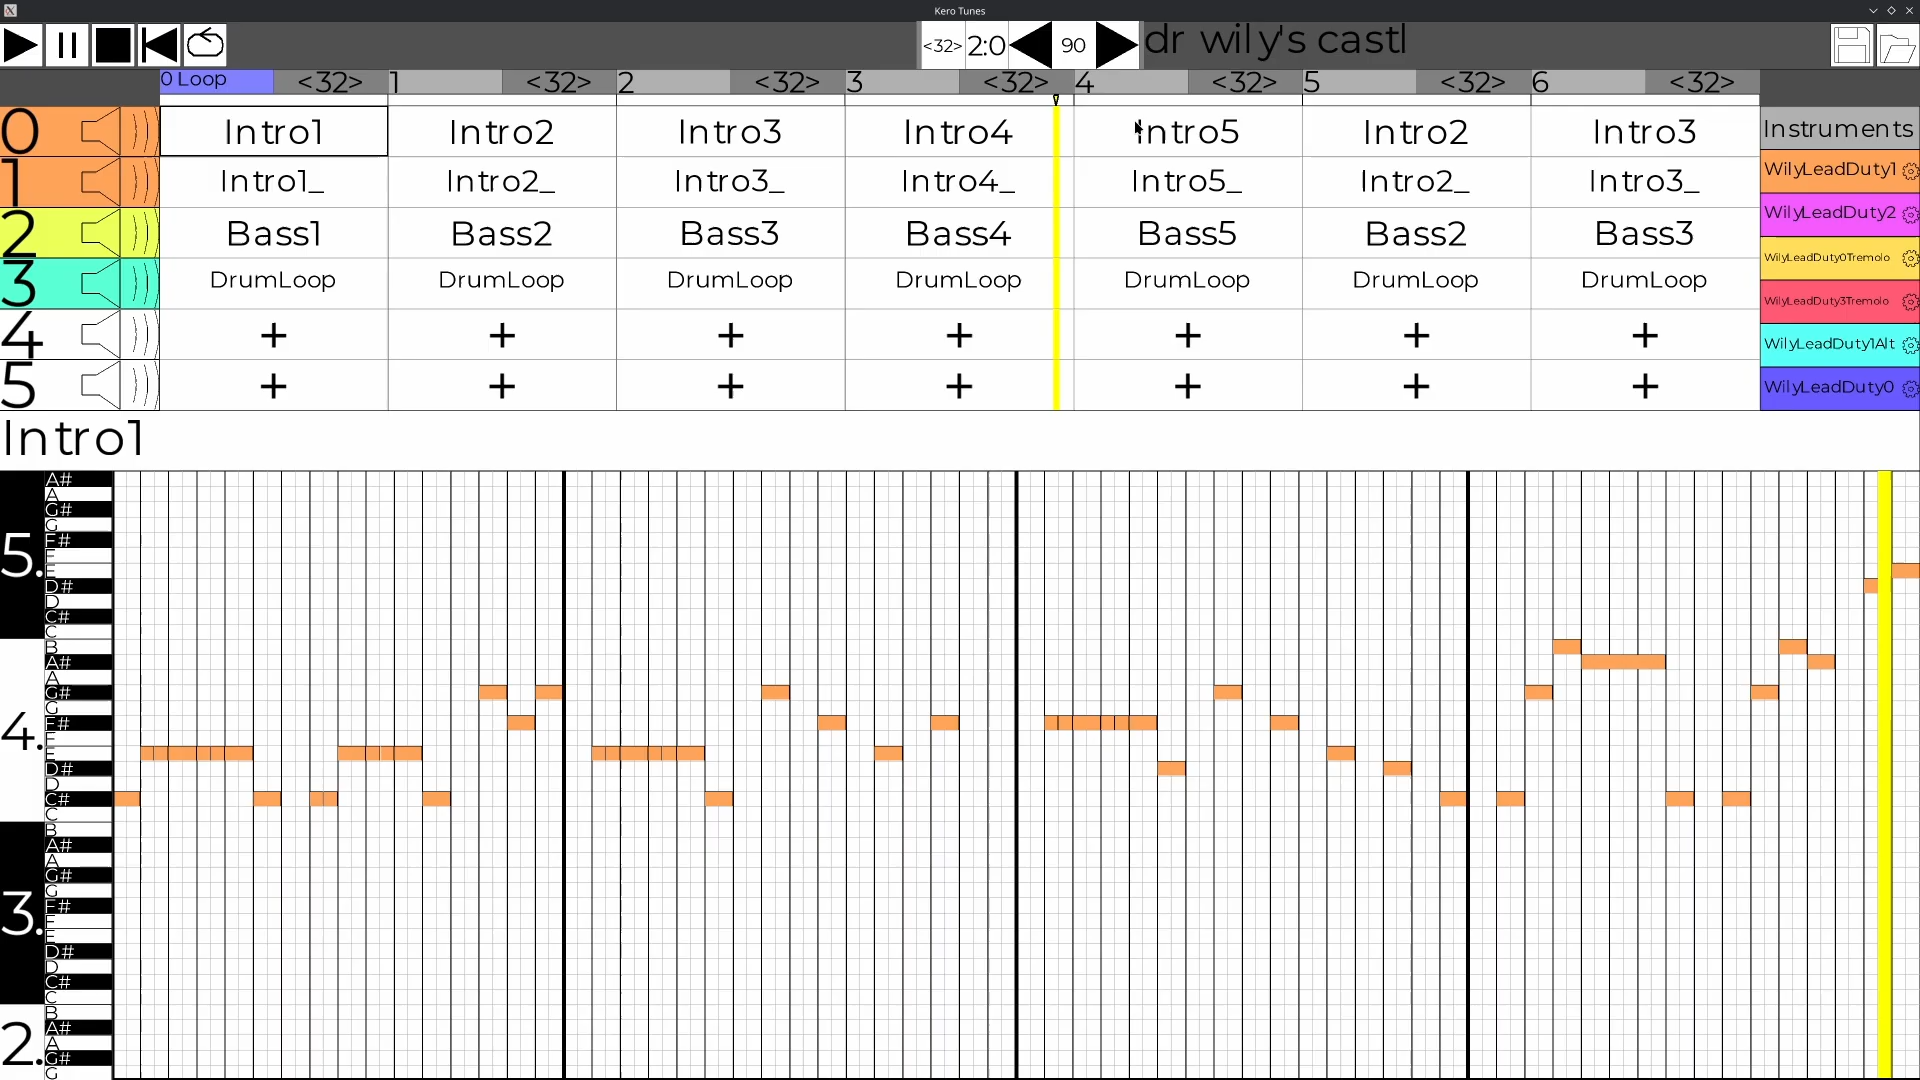 Kero Tunes
<32> 2:0 90 dr wily's castl
0 Loop <32> 1 <32> 2 <32> 3 <32> 4 <32> 5 <32> 6 <32>
0 Intro1 Intro2 Intro3 Intro4 Intro5 Intro2 Intro3 Instruments
1 Intro1_ Intro2_ Intro3_ Intro4_ Intro5_ Intro2_ Intro3_ WilyLeadDuty1
WilyLeadDuty2
2 Bass1 Bass2 Bass3 Bass4 Bass5 Bass2 Bass3 WilyLeadDuty0Tremolo
3 DrumLoop DrumLoop DrumLoop DrumLoop DrumLoop DrumLoop DrumLoop WilyLeadDuty3Tremolo
4 + + + + + + + WilyLeadDuty1Alt
5 + + + + + + + WilyLeadDuty0
Intro1
A#
A
G#
G
F#
5.
E
D#
D
C#
C
B
A#
A
G#
G
F#
4.
E
D#
D
C#
C
B
A#
A
G#
G
F#
3.
E
D#
D
C#
C
B
A#
2.
A
G#
G